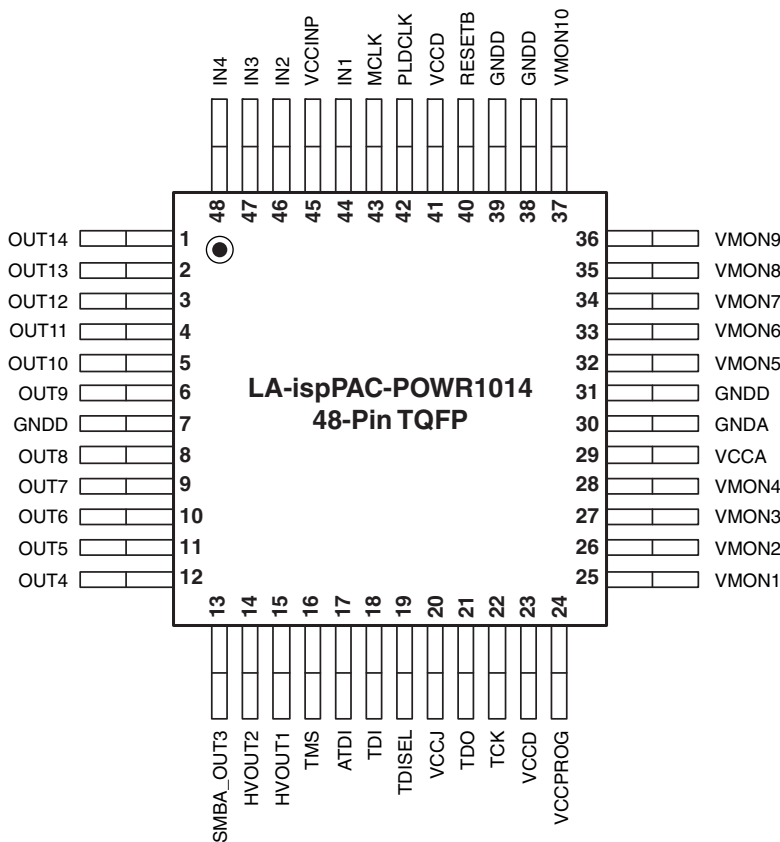 IN4
IN3
IN2
VCCINP
IN1
MCLK
PLDCLK
VCCD
RESETB
GNDD
GNDD
VMON10
48
47
46
45
44
43
42
41
40
39
38
37
OUT14 1
OUT13 2
OUT12 3
OUT11 4
OUT10 5
OUT9 6
GNDD 7
OUT8 8
OUT7 9
OUT6 10
OUT5 11
OUT4 12
LA-ispPAC-POWR1014
48-Pin TQFP
36 VMON9
35 VMON8
34 VMON7
33 VMON6
32 VMON5
31 GNDD
30 GNDA
29 VCCA
28 VMON4
27 VMON3
26 VMON2
25 VMON1
13
14
15
16
17
18
19
20
21
22
23
24
SMBA_OUT3
HVOUT2
HVOUT1
TMS
ATDI
TDI
TDISEL
VCCJ
TDO
TCK
VCCD
VCCPROG